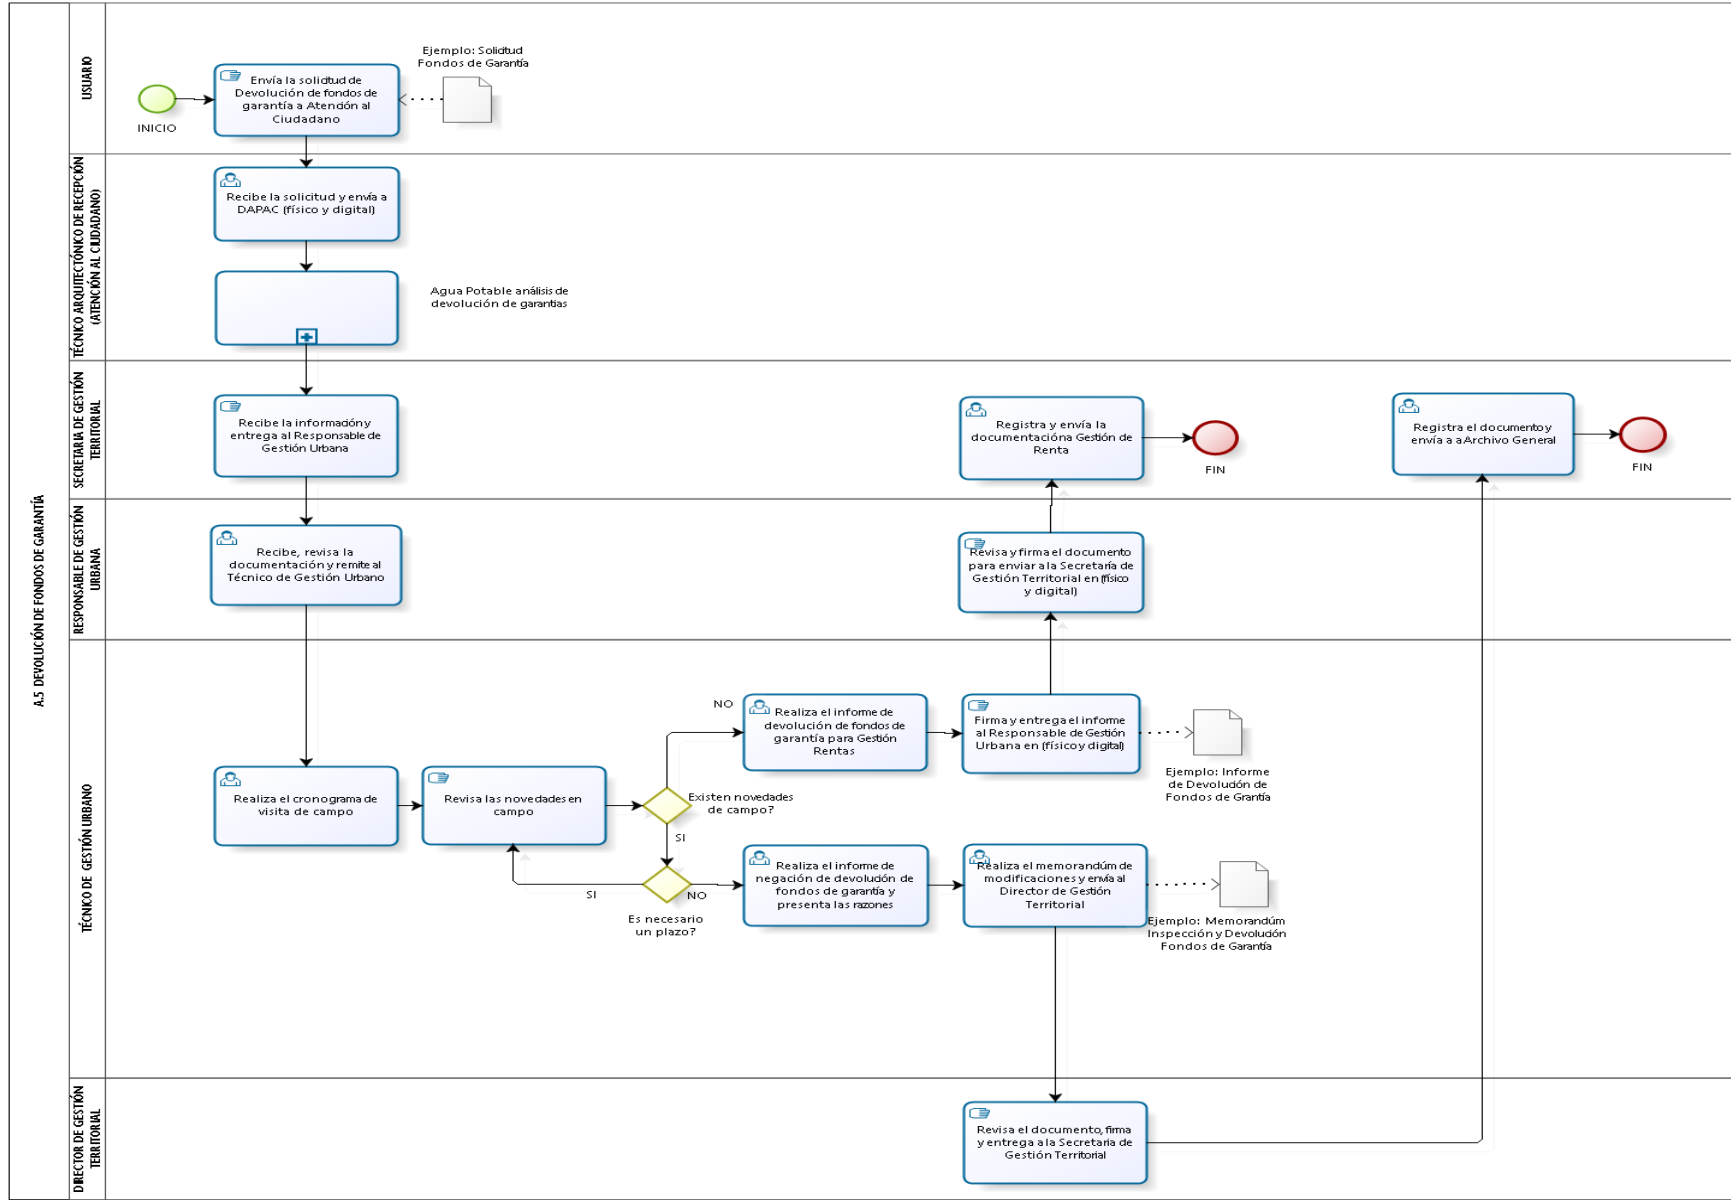 A.5 DEVOLUCIÓN DE FONDOS DE GARANTÍA
USUARIO
INICIO
Envía la solicitud de
Devolución de fondos de
garantía a Atención al
Ciudadano
Ejemplo: Solicitud
Fondos de Garantía
TÉCNICO ARQUITECTÓNICO DE RECEPCIÓN
(ATENCIÓN AL CIUDADANO)
Recibe la solicitud y envía a
DAPAC (físico y digital)
Agua Potable análisis de
devolución de garantias
SECRETARIA DE GESTIÓN
TERRITORIAL
Recibe la información y
entrega al Responsable de
Gestión Urbana
Registra y envía la
documentación a Gestión de
Renta
FIN
Registra el documento y
envía a a Archivo General
FIN
RESPONSABLE DE GESTIÓN
URBANA
Recibe, revisa la
documentación y remite al
Técnico de Gestión Urbano
Revisa y firma el documento
para enviar a la Secretaría de
Gestión Territorial en (físico
y digital)
TÉCNICO DE GESTIÓN URBANO
Realiza el cronograma de
visita de campo
Revisa las novedades en
campo
Existen novedades
de campo?
NO
SI
Realiza el informe de
devolución de fondos de
garantía para Gestión
Rentas
Firma y entrega el informe
al Responsable de Gestión
Urbana en (físico y digital)
Ejemplo: Informe
de Devolución de
Fondos de Grantía
Es necesario
un plazo?
SI
NO
Realiza el informe de
negación de devolución de
fondos de garantía y
presenta las razones
Realiza el memorandúm de
modificaciones y envía al
Director de Gestión
Territorial
Ejemplo: Memorandúm
Inspección y Devolución
Fondos de Garantía
DIRECTOR DE GESTIÓN
TERRITORIAL
Revisa el documento, firma
y entrega a la Secretaria de
Gestión Territorial